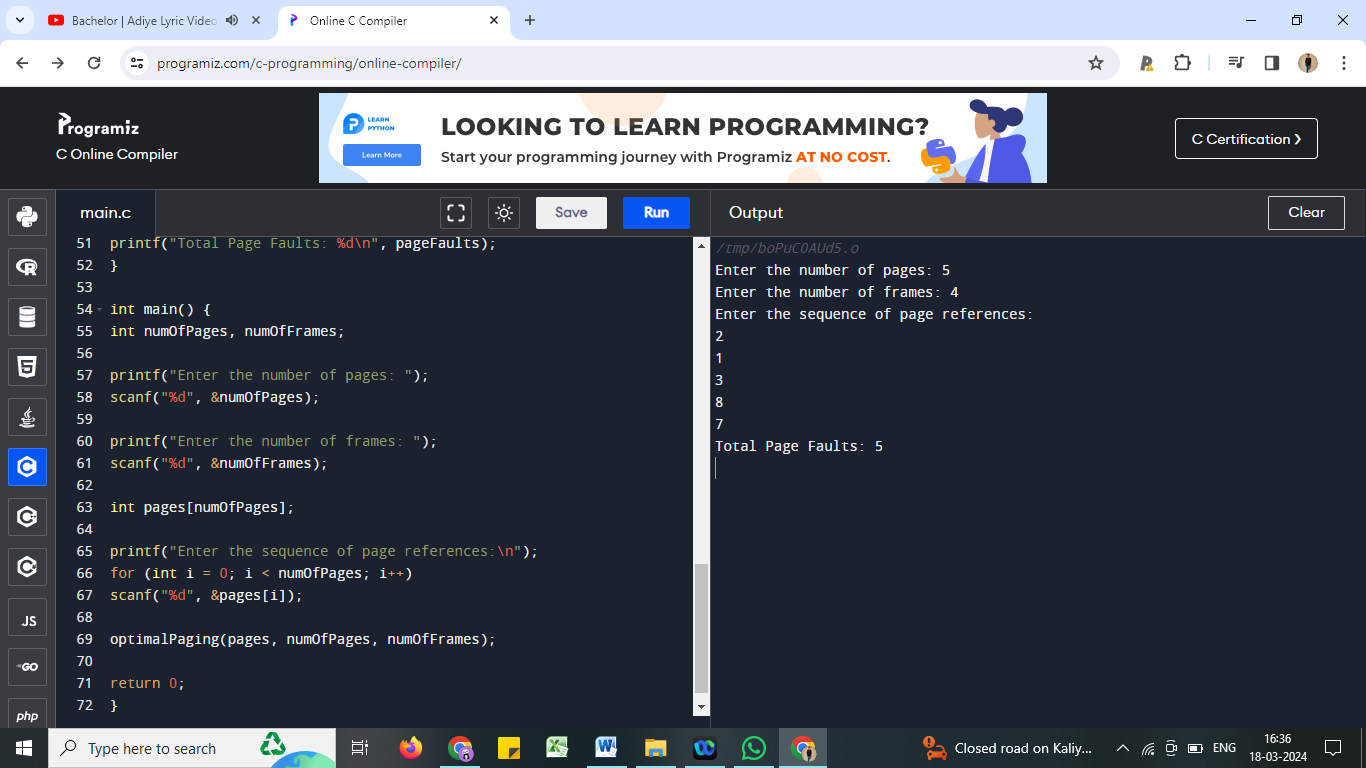 Bachelor | Adiye Lyric Video
Online C Compiler
programiz.com/c-programming/online-compiler/
Programiz
C Online Compiler
LEARN
PYTHON
Learn More
LOOKING TO LEARN PROGRAMMING?
Start your programming journey with Programiz AT NO COST.
C Certification
main.c
Save
Run
Output
Clear
51 printf("Total Page Faults: %d\n", pageFaults);
52 }
53
54 int main() {
55 int numOfPages, numOfFrames;
56
57 printf("Enter the number of pages: ");
58 scanf("%d", &numOfPages);
59
60 printf("Enter the number of frames: ");
61 scanf("%d", &numOfFrames);
62
63 int pages[numOfPages];
64
65 printf("Enter the sequence of page references:\n");
66 for (int i = 0; i < numOfPages; i++)
67 scanf("%d", &pages[i]);
68
69 optimalPaging(pages, numOfPages, numOfFrames);
70
71 return 0;
72 }
/tmp/boPuC0AUd5.o
Enter the number of pages: 5
Enter the number of frames: 4
Enter the sequence of page references:
2
1
3
8
7
Total Page Faults: 5
JS
GO
php
Type here to search
Closed road on Kaliy...
ENG
16:36
18-03-2024